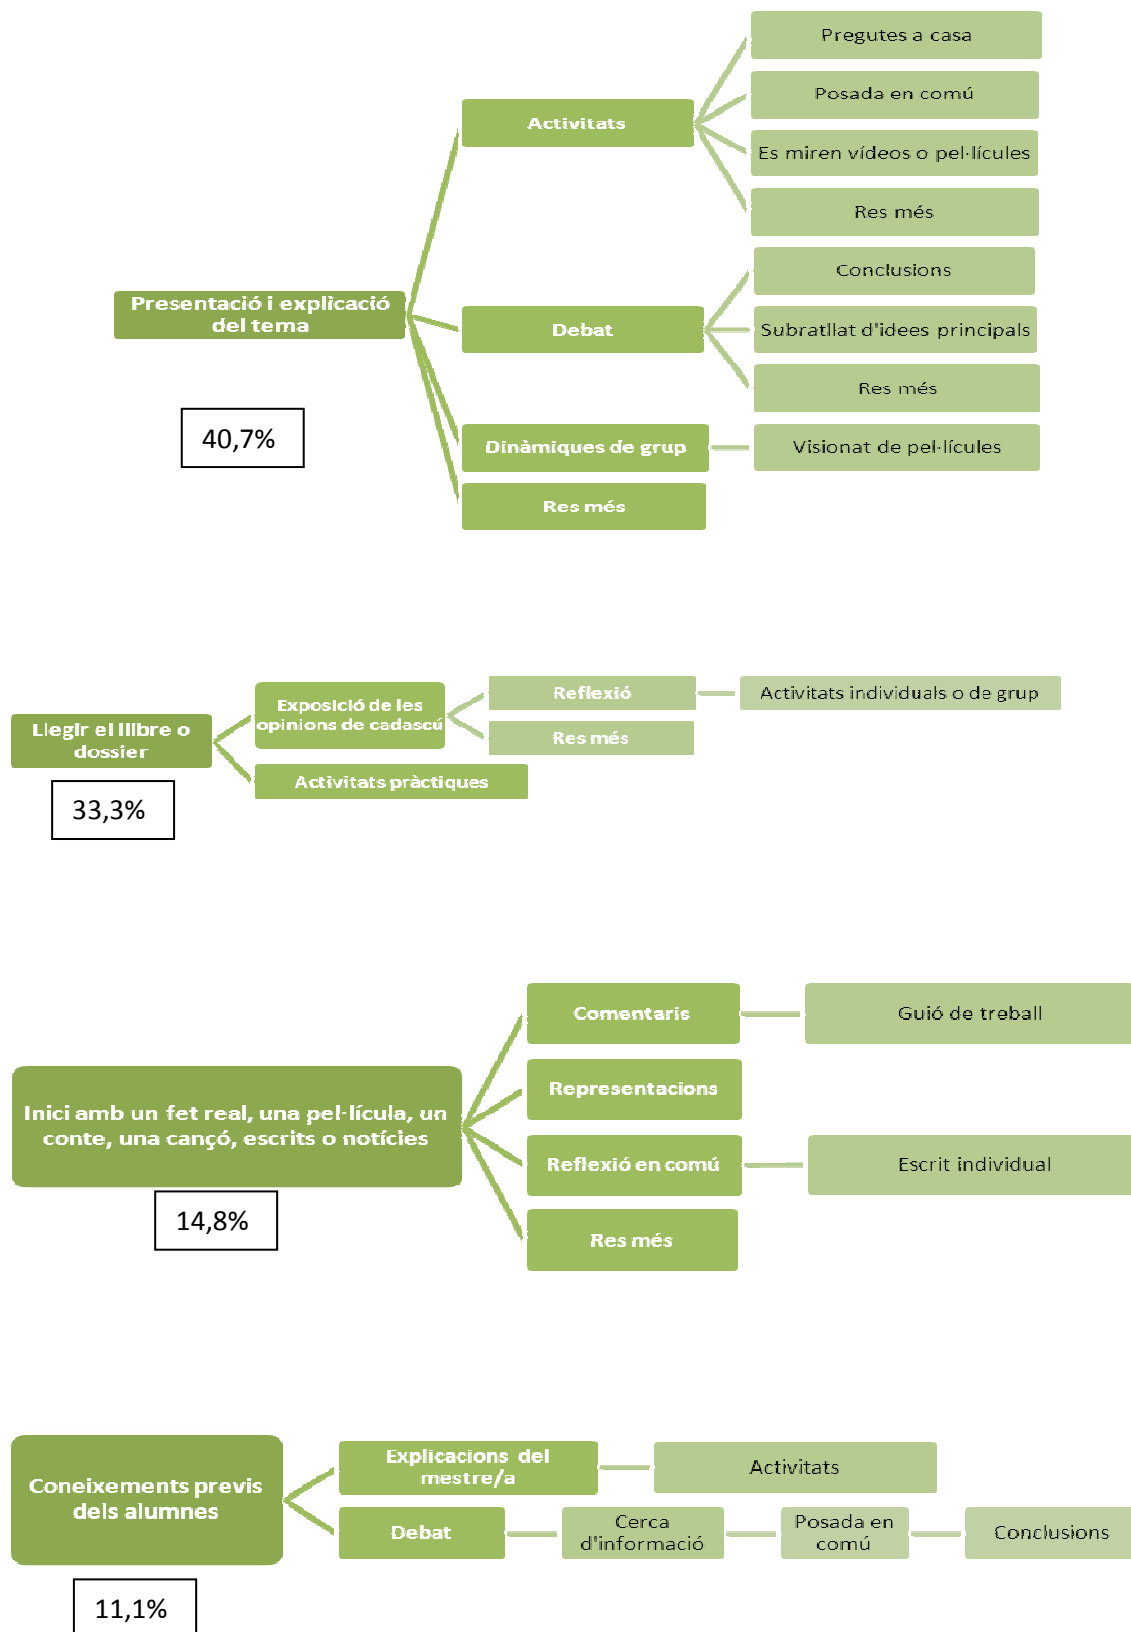 Pregutes a casa
Posada en comú
Activitats
Es miren vídeos o pel·lícules
Res més
Conclusions
Presentació i explicació
del tema
Debat
Subratllat d'idees principals
Res més
40,7%
Dinàmiques de grup
Visionat de pel·lícules
Res més
Llegir el llibre o
dossier
Exposició de les
opinions de cadascú
Reflexió
Activitats individuals o de grup
Res més
Activitats pràctiques
33,3%
Comentaris
Guió de treball
Inici amb un fet real, una pel·lícula, un
conte, una cançó, escrits o notícies
Representacions
Reflexió en comú
Escrit individual
Res més
14,8%
Coneixements previs
dels alumnes
Explicacions del
mestre/a
Activitats
Debat
Cerca
d'informació
Posada en
comú
Conclusions
11,1%